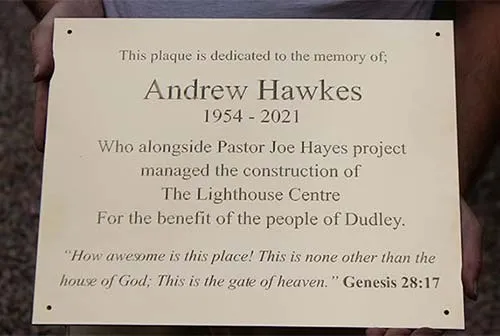 This plaque is dedicated to the memory of;
Andrew Hawkes
1954 - 2021
Who alongside Pastor Joe Hayes project
managed the construction of
The Lighthouse Centre
For the benefit of the people of Dudley.
"How awesome is this place! This is none other than the
house of God; This is the gate of heaven." Genesis 28:17